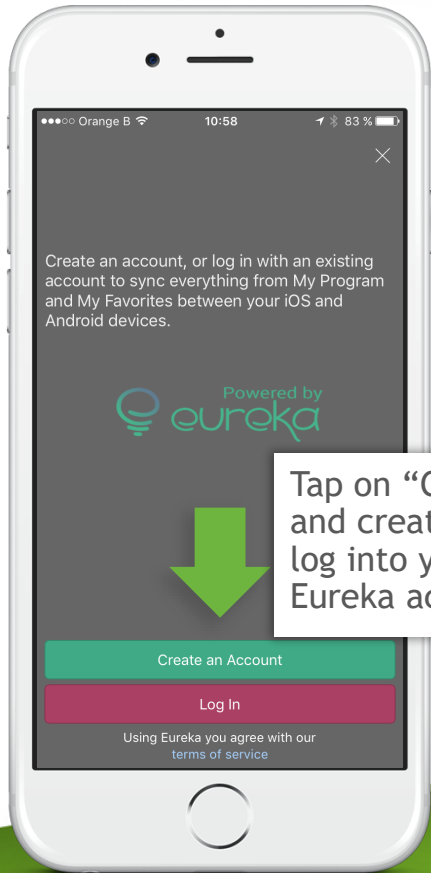 Orange B 10:58 83 %
Create an account, or log in with an existing
account to sync everything from My Program
and My Favorites between your iOS and
Android devices.
Powered by
eureka
Tap on “
and
log into
Eureka
Create an Account
Log In
Using Eureka you agree with our
terms of service